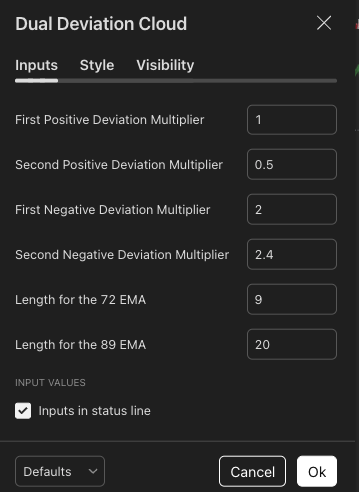 Dual Deviation Cloud
Inputs Style Visibility
First Positive Deviation Multiplier 1
Second Positive Deviation Multiplier 0.5
First Negative Deviation Multiplier 2
Second Negative Deviation Multiplier 2.4
Length for the 72 EMA 9
Length for the 89 EMA 20
INPUT VALUES
Inputs in status line
Defaults Cancel Ok